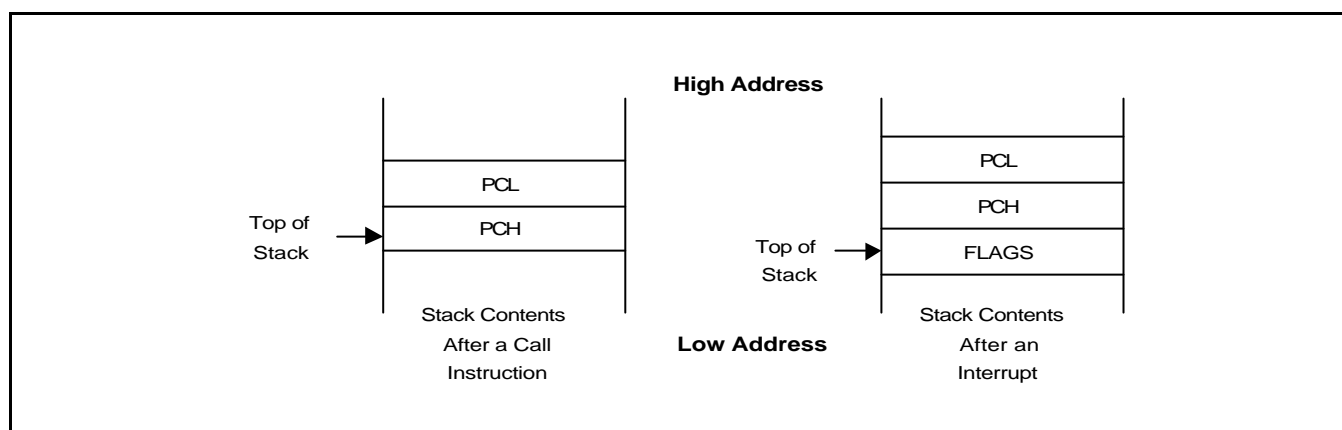 High Address
PCL
PCH
Top of
Stack
Stack Contents
After a Call
Instruction
Low Address
PCL
PCH
FLAGS
Top of
Stack
Stack Contents
After an
Interrupt